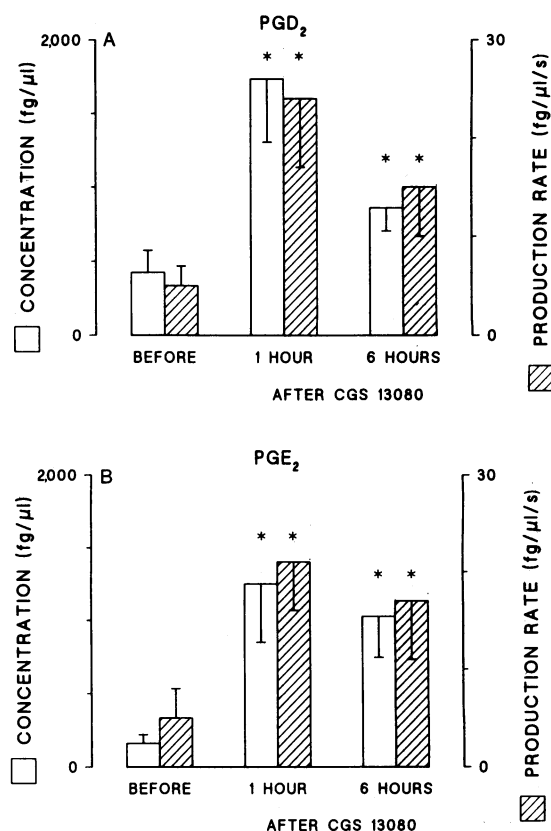 PGD₂
A
2,000
30
* *
* *
CONCENTRATION (fg/µl)
PRODUCTION RATE (fg/µl/s)
0
0
BEFORE 1 HOUR 6 HOURS
AFTER CGS 13080
PGE₂
B
2,000
30
* *
* *
CONCENTRATION (fg/µl)
PRODUCTION RATE (fg/µl/s)
0
0
BEFORE 1 HOUR 6 HOURS
AFTER CGS 13080